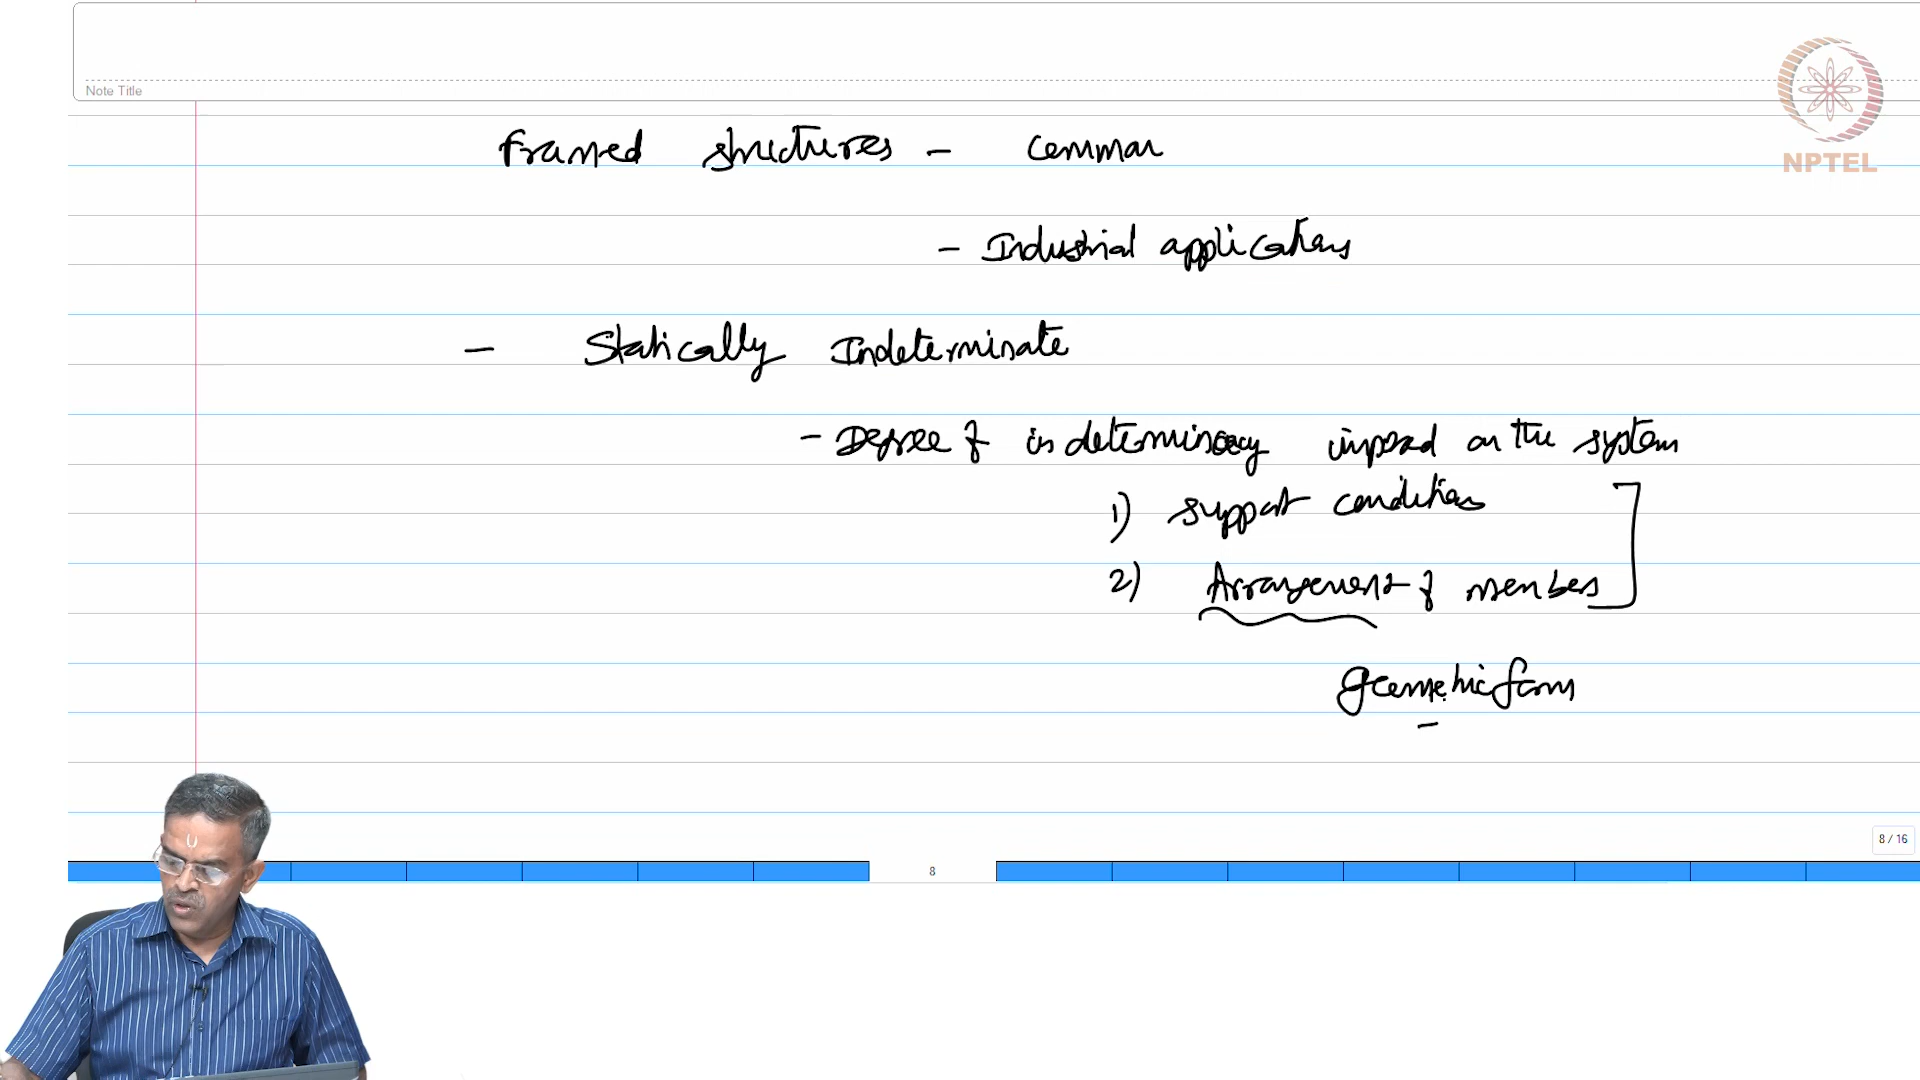 Note Title
NPTEL
Framed structures - common
- Industrial applications
- Statically Indeterminate
- Degree of indeterminacy imposed on the system
1) support conditions
2) Arrangement of members
geometric form
8 / 16
8